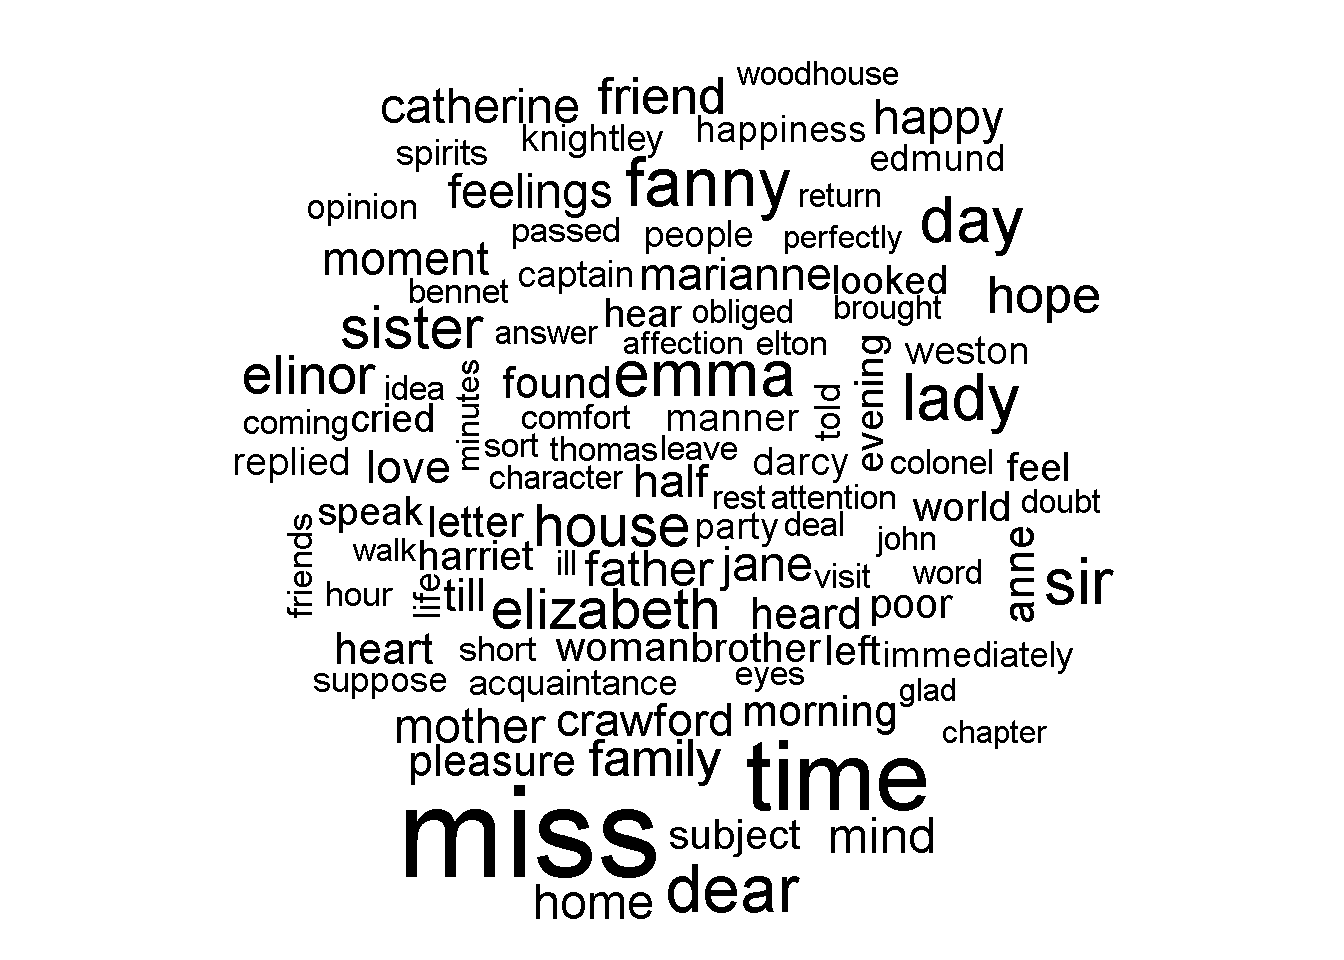 woodhouse
catherine friend happy
knightley happiness
spirits edmund
feelings fanny return
opinion day
passed people perfectly
moment captain marianne looked
bennet hope
hear obliged brought
sister answer
affection elton
evening weston
elinor idea minutes found emma told lady
coming cried comfort manner
sort thomas leave
replied love darcy colonel feel
character half
rest attention world doubt
speak letter house party deal
friends walk harriet ill john anne
father jane visit word sir
hour life till elizabeth heard poor
heart short woman brother left immediately
suppose acquaintance eyes glad
mother crawford morning
chapter
pleasure family time
miss subject mind
home dear